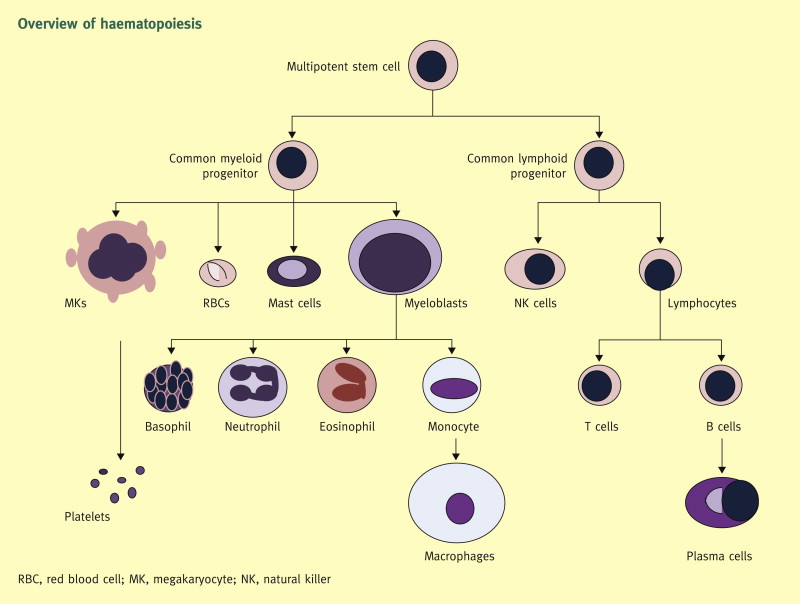 Overview of haematopoiesis
Multipotent stem cell
Common myeloid
progenitor
Common lymphoid
progenitor
MKs
RBCs
Mast cells
Myeloblasts
NK cells
Lymphocytes
Basophil
Neutrophil
Eosinophil
Monocyte
T cells
B cells
Platelets
Macrophages
Plasma cells
RBC, red blood cell; MK, megakaryocyte; NK, natural killer